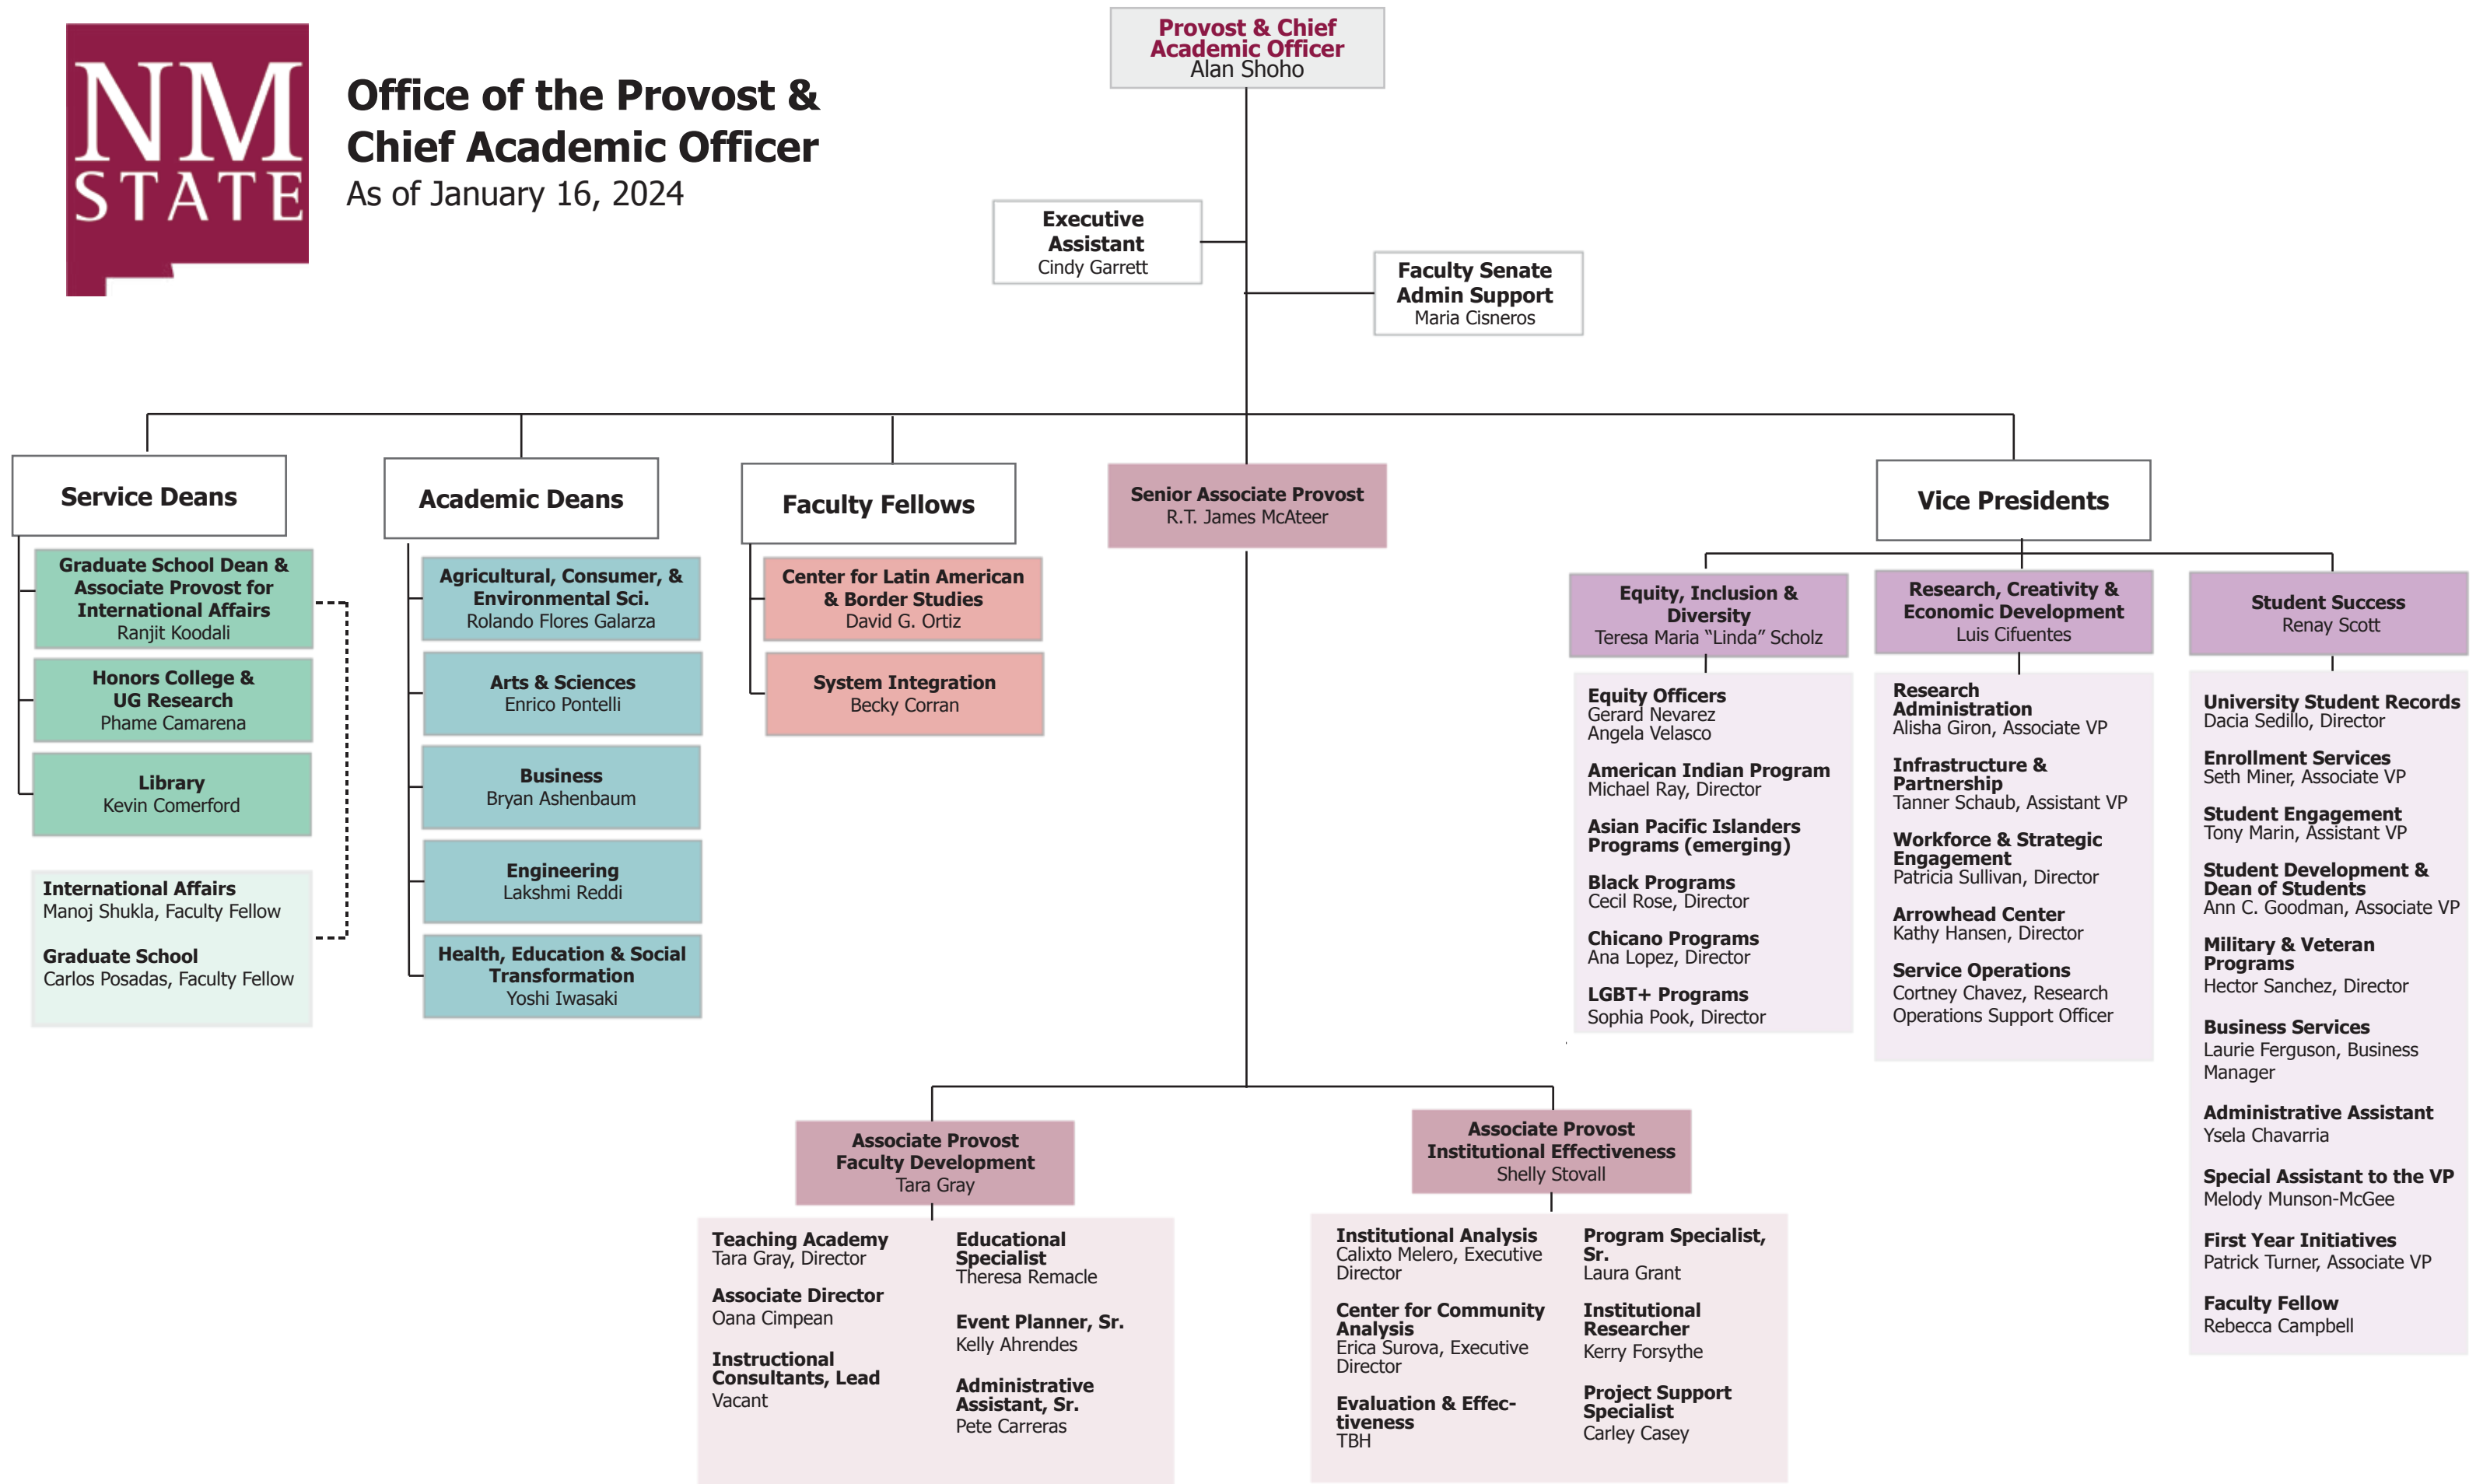 NM
STATE
Office of the Provost &
Chief Academic Officer
As of January 16, 2024
Provost & Chief
Academic Officer
Alan Shoho
Executive
Assistant
Cindy Garrett
Faculty Senate
Admin Support
Maria Cisneros
Service Deans
Graduate School Dean &
Associate Provost for
International Affairs
Ranjit Koodali
Honors College &
UG Research
Phame Camarena
Library
Kevin Comerford
International Affairs
Manoj Shukla, Faculty Fellow
Graduate School
Carlos Posadas, Faculty Fellow
Academic Deans
Agricultural, Consumer, &
Environmental Sci.
Rolando Flores Galarza
Arts & Sciences
Enrico Pontelli
Business
Bryan Ashenbaum
Engineering
Lakshmi Reddi
Health, Education & Social
Transformation
Yoshi Iwasaki
Faculty Fellows
Center for Latin American
& Border Studies
David G. Ortiz
System Integration
Becky Corran
Senior Associate Provost
R.T. James McAteer
Associate Provost
Faculty Development
Tara Gray
Teaching Academy
Tara Gray, Director
Associate Director
Oana Cimpean
Instructional
Consultants, Lead
Vacant
Educational
Specialist
Theresa Remacle
Event Planner, Sr.
Kelly Ahrendes
Administrative
Assistant, Sr.
Pete Carreras
Associate Provost
Institutional Effectiveness
Shelly Stovall
Institutional Analysis
Calixto Melero, Executive
Director
Center for Community
Analysis
Erica Surova, Executive
Director
Evaluation & Effec-
tiveness
TBH
Program Specialist,
Sr.
Laura Grant
Institutional
Researcher
Kerry Forsythe
Project Support
Specialist
Carley Casey
Vice Presidents
Equity, Inclusion &
Diversity
Teresa Maria “Linda” Scholz
Equity Officers
Gerard Nevarez
Angela Velasco
American Indian Program
Michael Ray, Director
Asian Pacific Islanders
Programs (emerging)
Black Programs
Cecil Rose, Director
Chicano Programs
Ana Lopez, Director
LGBT+ Programs
Sophia Pook, Director
Research, Creativity &
Economic Development
Luis Cifuentes
Research
Administration
Alisha Giron, Associate VP
Infrastructure &
Partnership
Tanner Schaub, Assistant VP
Workforce & Strategic
Engagement
Patricia Sullivan, Director
Arrowhead Center
Kathy Hansen, Director
Service Operations
Cortney Chavez, Research
Operations Support Officer
Student Success
Renay Scott
University Student Records
Dacia Sedillo, Director
Enrollment Services
Seth Miner, Associate VP
Student Engagement
Tony Marin, Assistant VP
Student Development &
Dean of Students
Ann C. Goodman, Associate VP
Military & Veteran
Programs
Hector Sanchez, Director
Business Services
Laurie Ferguson, Business
Manager
Administrative Assistant
Ysela Chavarria
Special Assistant to the VP
Melody Munson-McGee
First Year Initiatives
Patrick Turner, Associate VP
Faculty Fellow
Rebecca Campbell